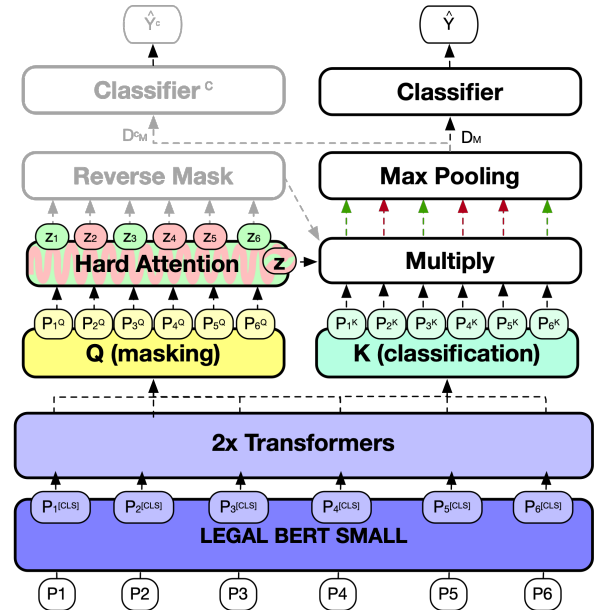 Ŷᶜ Ŷ
Classifier ᶜ Classifier
Dᶜₘ Dₘ
Reverse Mask Max Pooling
z₁ z₂ z₃ z₄ z₅ z₆
Hard Attention z Multiply
P₁Q P₂Q P₃Q P₄Q P₅Q P₆Q P₁K P₂K P₃K P₄K P₅K P₆K
Q (masking) K (classification)
2x Transformers
P₁[CLS] P₂[CLS] P₃[CLS] P₄[CLS] P₅[CLS] P₆[CLS]
LEGAL BERT SMALL
P1 P2 P3 P4 P5 P6